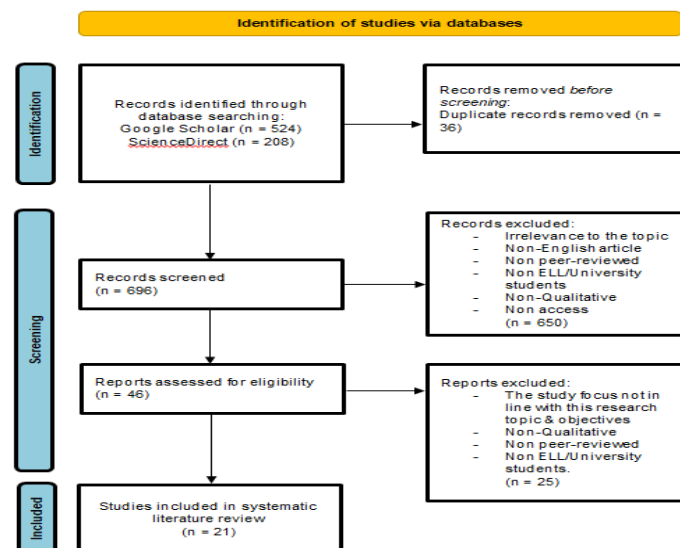 Identification of studies via databases
Identification
Records identified through
database searching:
Google Scholar (n = 524)
ScienceDirect (n = 208)
Records removed before
screening:
Duplicate records removed (n =
36)
Screening
Records screened
(n = 696)
Records excluded:
- Irrelevance to the topic
- Non-English article
- Non peer-reviewed
- Non ELL/University
students
- Non-Qualitative
- Non access
(n = 650)
Reports assessed for eligibility
(n = 46)
Reports excluded:
- The study focus not in
line with this research
topic & objectives
- Non-Qualitative
- Non peer-reviewed
- Non ELL/University
students.
(n = 25)
Included
Studies included in systematic
literature review
(n = 21)